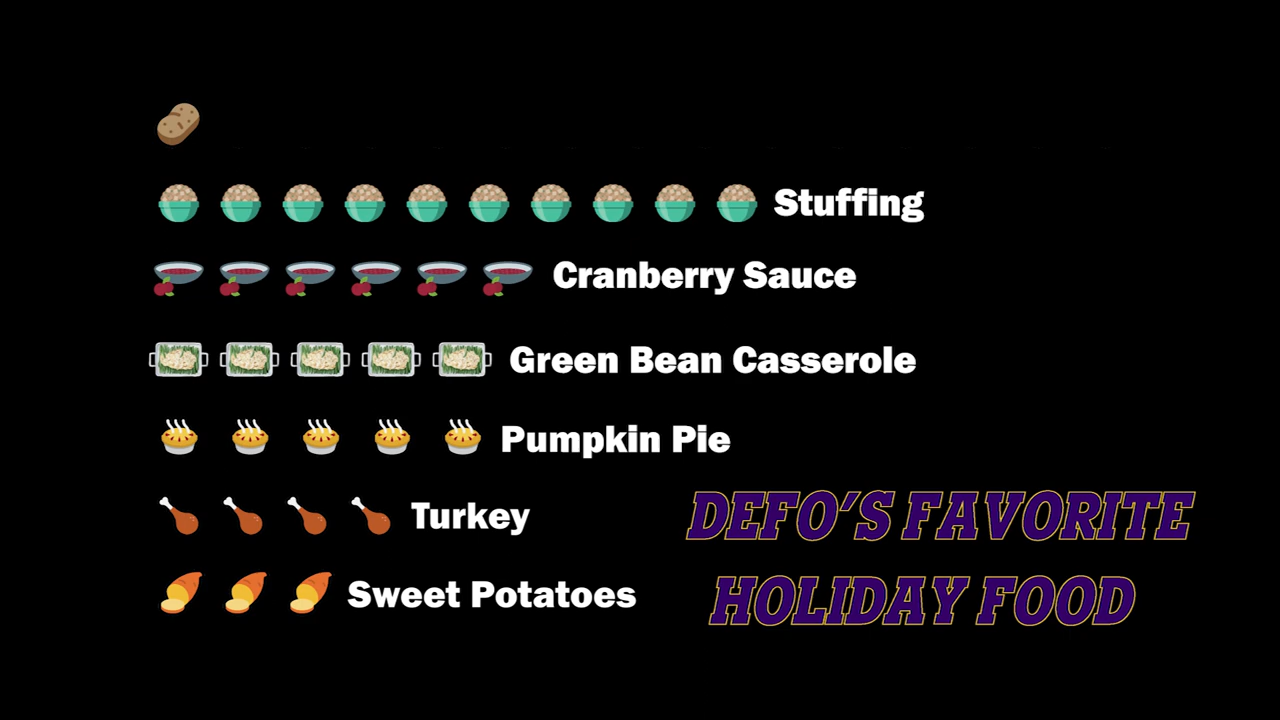 Stuffing
Cranberry Sauce
Green Bean Casserole
Pumpkin Pie
Turkey
Sweet Potatoes
DEFO'S FAVORITE
HOLIDAY FOOD